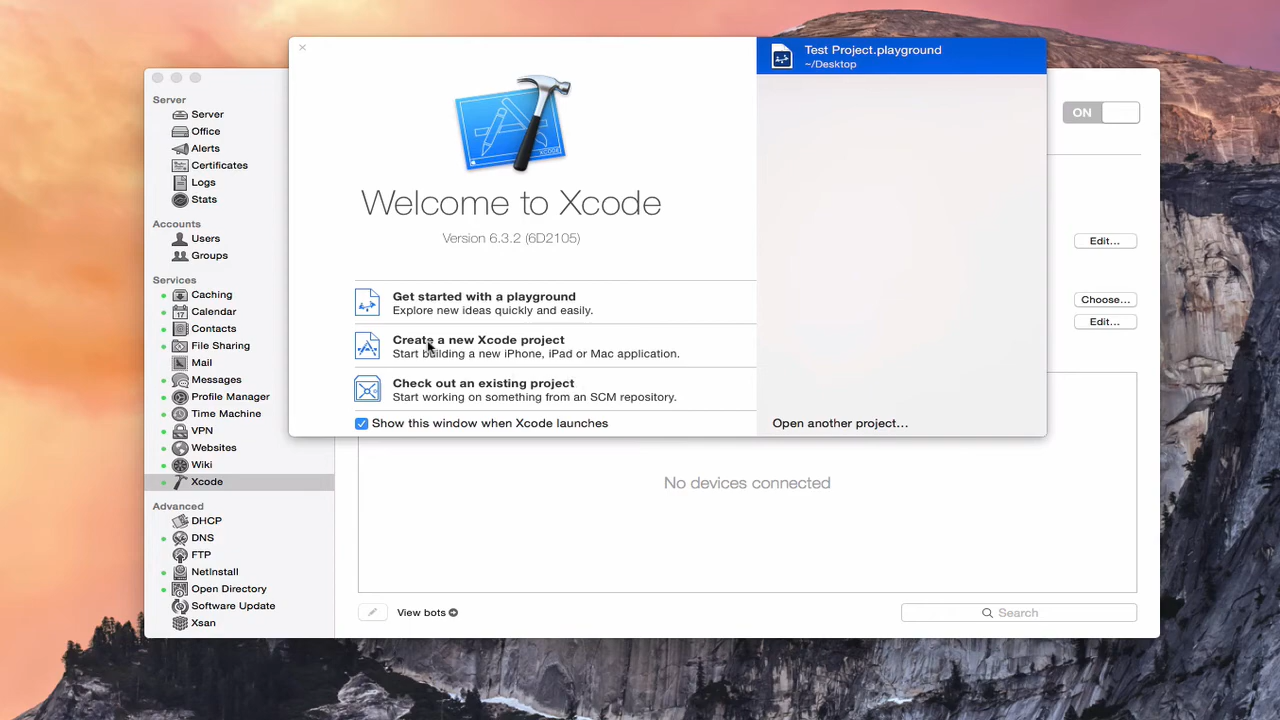 Welcome to Xcode
Version 6.3.2 (6D2105)
Get started with a playground
Explore new ideas quickly and easily.
Create a new Xcode project
Start building a new iPhone, iPad or Mac application.
Check out an existing project
Start working on something from an SCM repository.
Show this window when Xcode launches
Test Project.playground
~/Desktop
Open another project…
XCODE
Server
Server
Office
Alerts
Certificates
Logs
Stats
Accounts
Users
Groups
Services
Caching
17
Calendar
Contacts
File Sharing
Mail
Messages
Profile Manager
Time Machine
VPN
Websites
Wiki
Xcode
Advanced
DHCP
DNS
FTP
NetInstall
Open Directory
Software Update
Xsan
ON
Edit…
Choose…
Edit…
No devices connected
View bots
Search